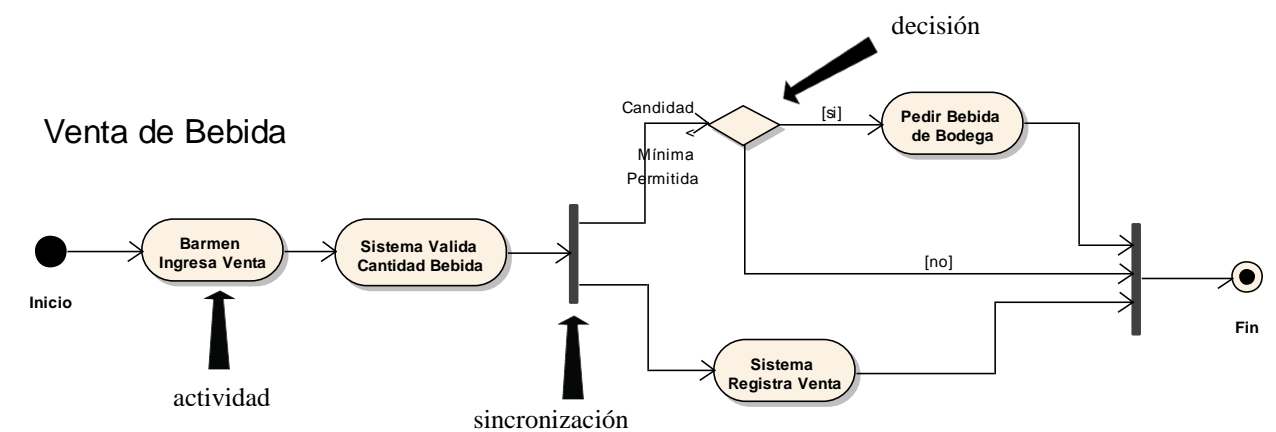 decisión
Candidad
<
Mínima
Permitida
[si]
Pedir Bebida
de Bodega
Venta de Bebida
Barmen
Ingresa Venta
Sistema Valida
Cantidad Bebida
[no]
Inicio
Fin
Sistema
Registra Venta
actividad
sincronización